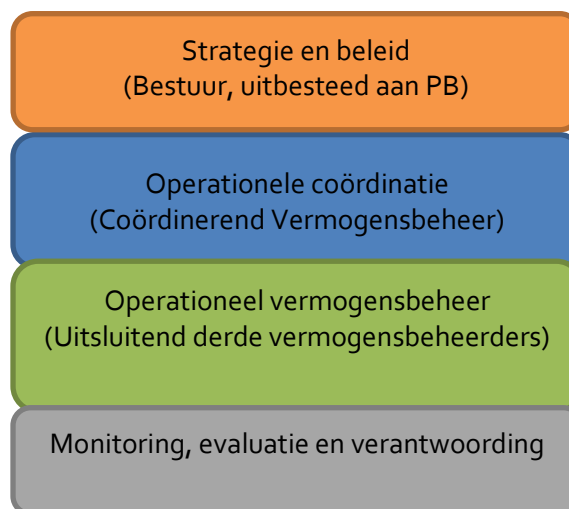 Strategie en beleid
(Bestuur, uitbesteed aan PB)
Operationele coördinatie
(Coördinerend Vermogensbeheer)
Operationeel vermogensbeheer
(Uitsluitend derde vermogensbeheerders)
Monitoring, evaluatie en verantwoording